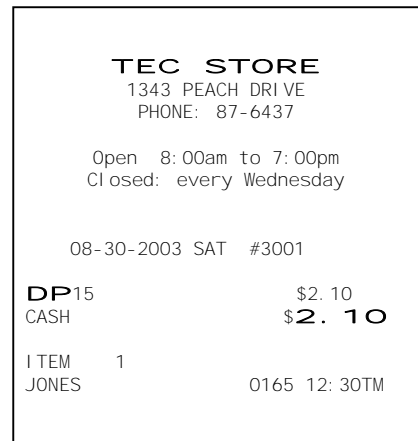 TEC STORE
1343 PEACH DRIVE
PHONE: 87-6437
Open 8:00am to 7:00pm
Closed: every Wednesday
08-30-2003 SAT #3001
DP15 $2.10
CASH $2.10
ITEM 1
JONES 0165 12:30TM